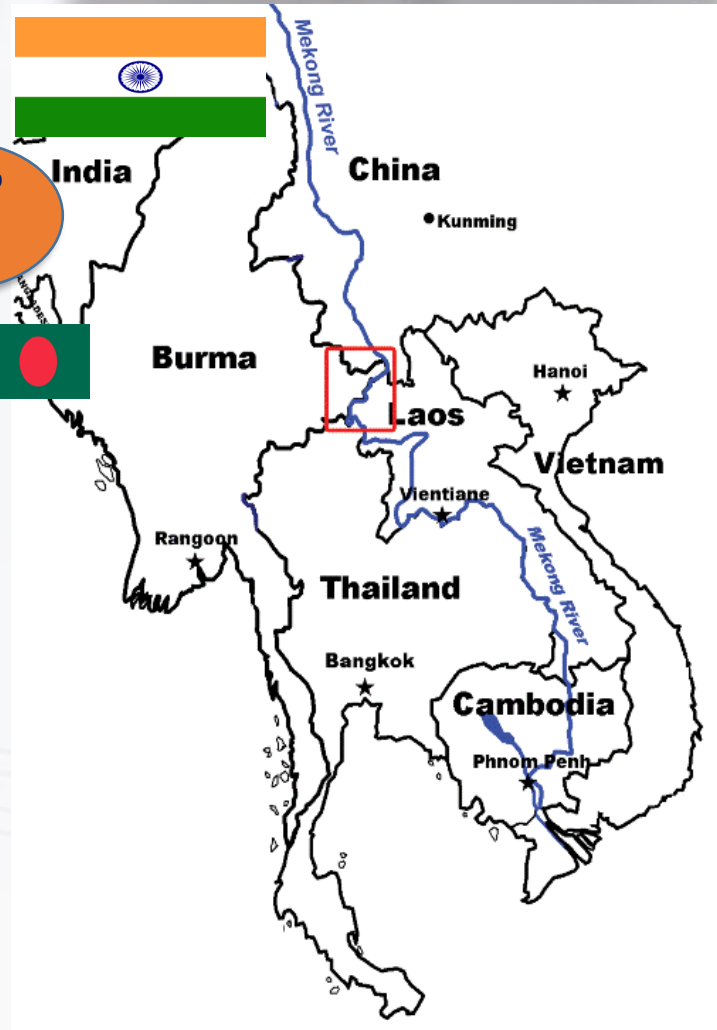 Mekong River
India
China
Kunming
Burma
Hanoi
Laos
Vietnam
Vientiane
Rangoon
Mekong River
Thailand
Bangkok
Cambodia
Phnom Penh